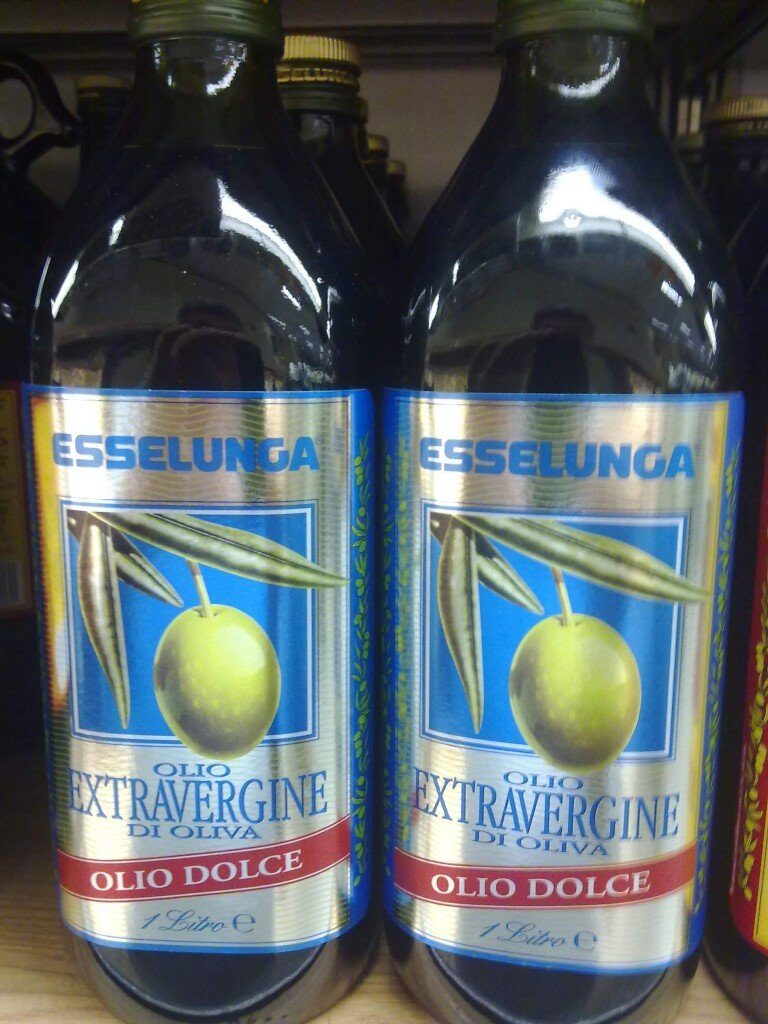 ESSELUNGA®
OLIO
EXTRAVERGINE
DI OLIVA
OLIO DOLCE
1 Litro e
ESSELUNGA
OLIO
EXTRAVERGINE
DI OLIVA
OLIO DOLCE
1 Litro e